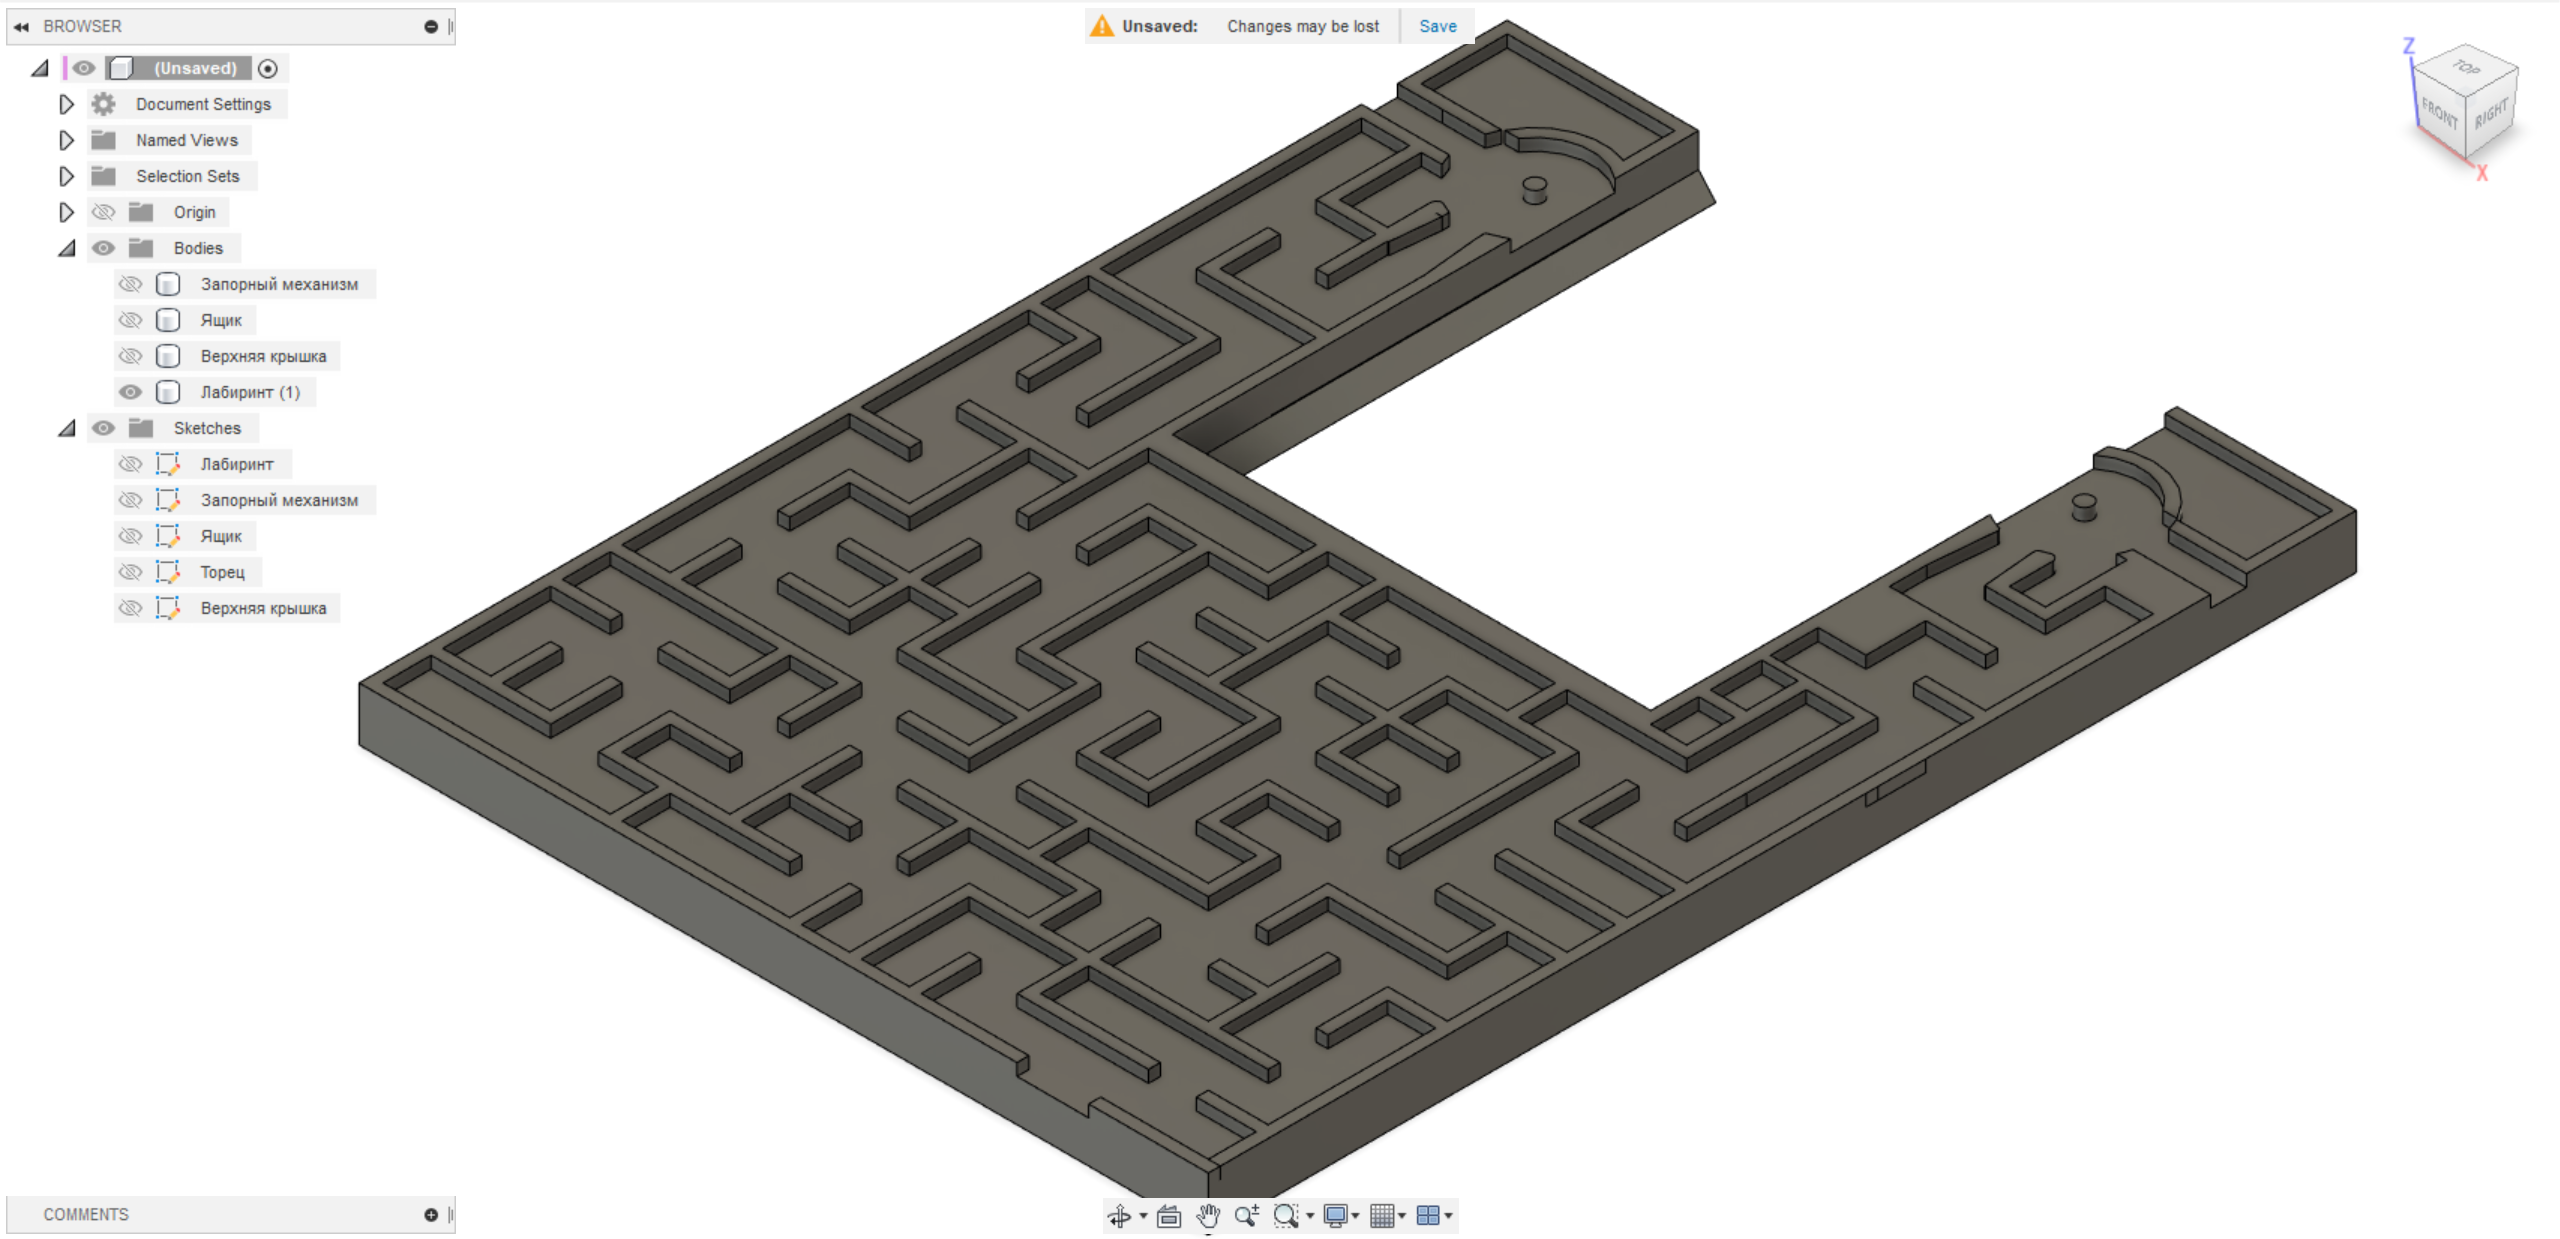 BROWSER
Unsaved: Changes may be lost Save
(Unsaved)
Document Settings
Named Views
Selection Sets
Origin
Bodies
Запорный механизм
Ящик
Верхняя крышка
Лабиринт (1)
Sketches
Лабиринт
Запорный механизм
Ящик
Торец
Верхняя крышка
Z
TOP
FRONT
RIGHT
X
COMMENTS